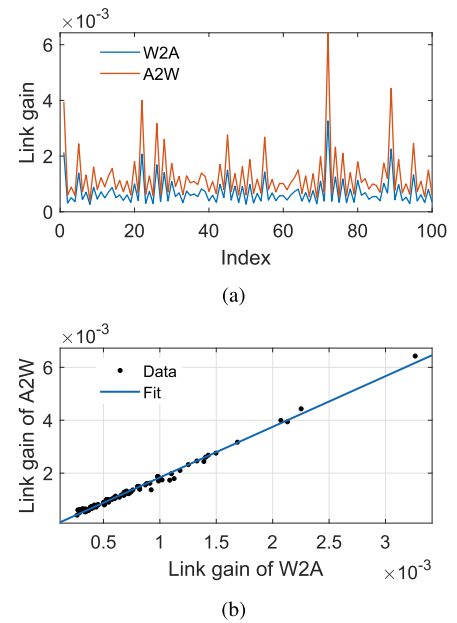 ×10-3
6
4
2
0
Link gain
W2A
A2W
0 20 40 60 80 100
Index
(a)
×10-3
6
4
2
Link gain of A2W
Data
Fit
0.5 1 1.5 2 2.5 3
Link gain of W2A
×10-3
(b)